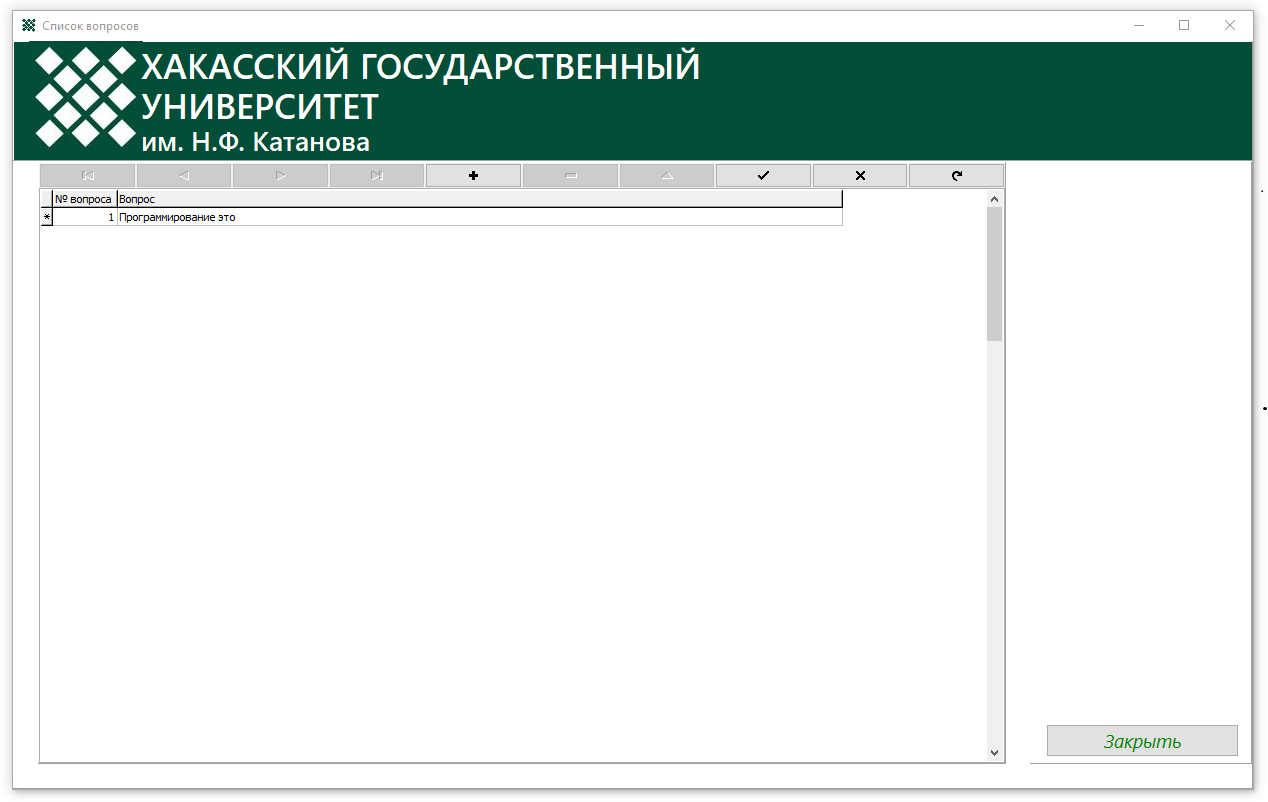 Список вопросов
ХАКАССКИЙ ГОСУДАРСТВЕННЫЙ
УНИВЕРСИТЕТ
им. Н.Ф. Катанова
№ вопроса Вопрос
* 1 Программирование это
Закрыть